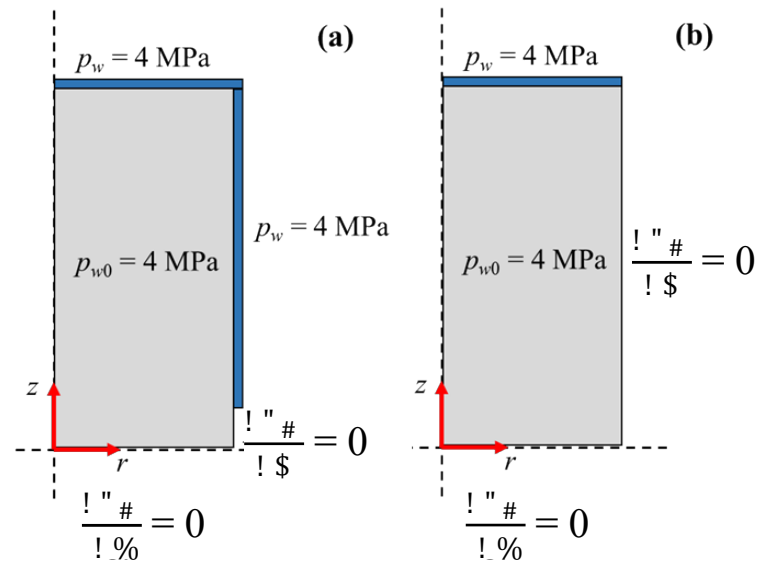 (a)
p_w = 4 MPa
p_w0 = 4 MPa
p_w = 4 MPa
z
r
! " #
! $ = 0
! " #
! % = 0
(b)
p_w = 4 MPa
p_w0 = 4 MPa
! " #
! $ = 0
z
r
! " #
! % = 0